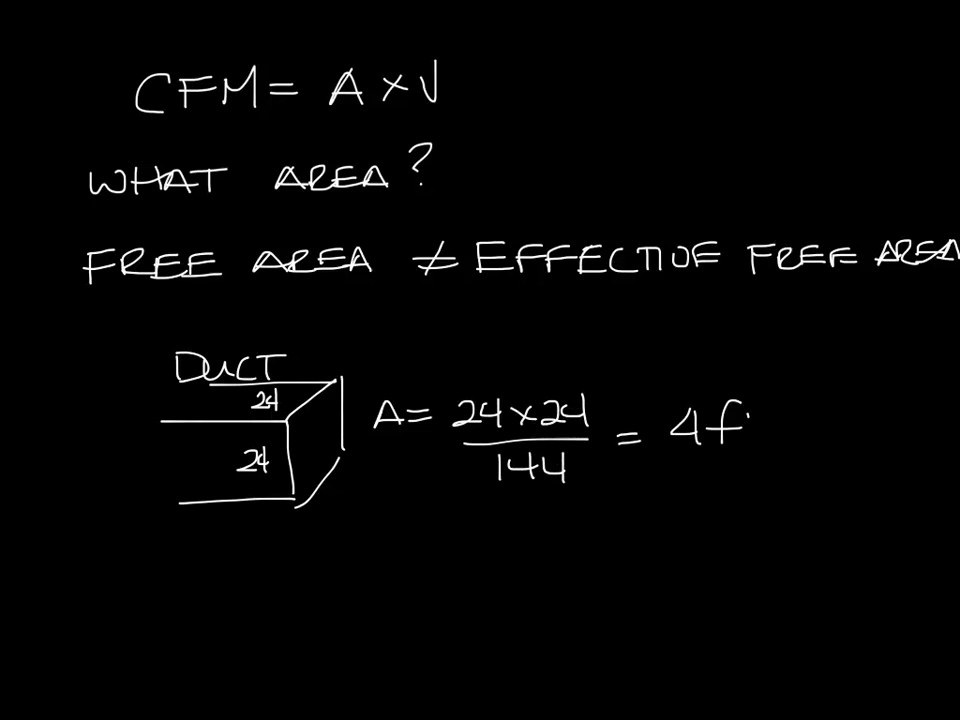 CFM = A × V
WHAT AREA?
FREE AREA ≠ EFFECTIVE FREE AREA
DUCT
24
24
A = 24 × 24 / 144 = 4 f